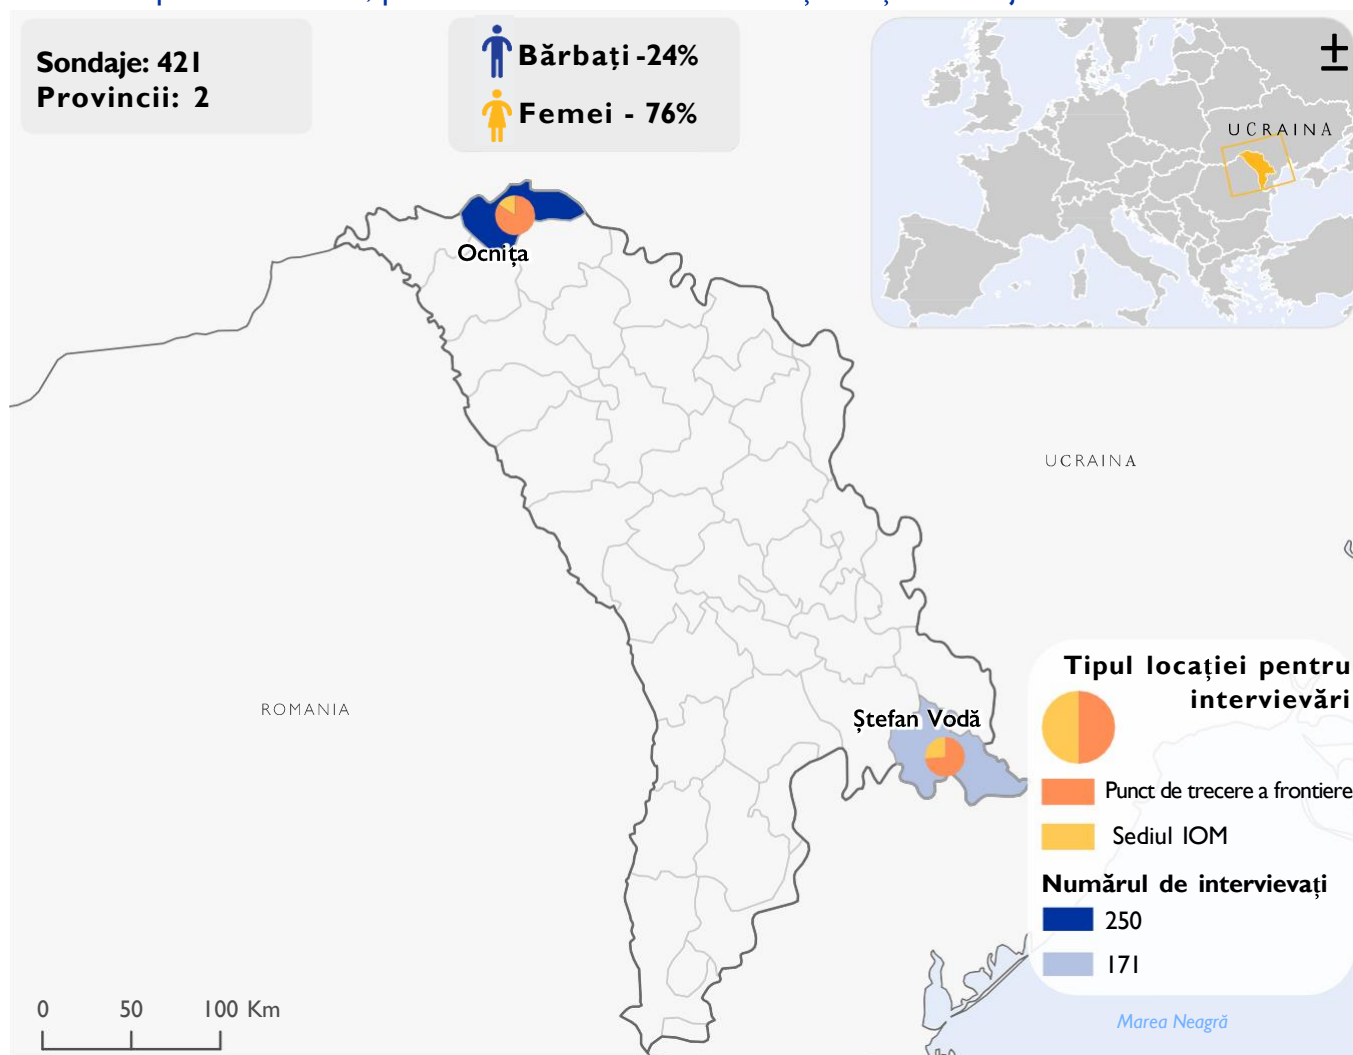 Sondaje: 421
Provincii: 2
Bărbați -24%
Femei - 76%
UCRAINA
Ocnița
UCRAINA
ROMANIA
Ștefan Vodă
Tipul locației pentru
intervievări
Punct de trecere a frontiere
Sediul IOM
Numărul de intervievați
250
171
0 50 100 Km
Marea Neagră